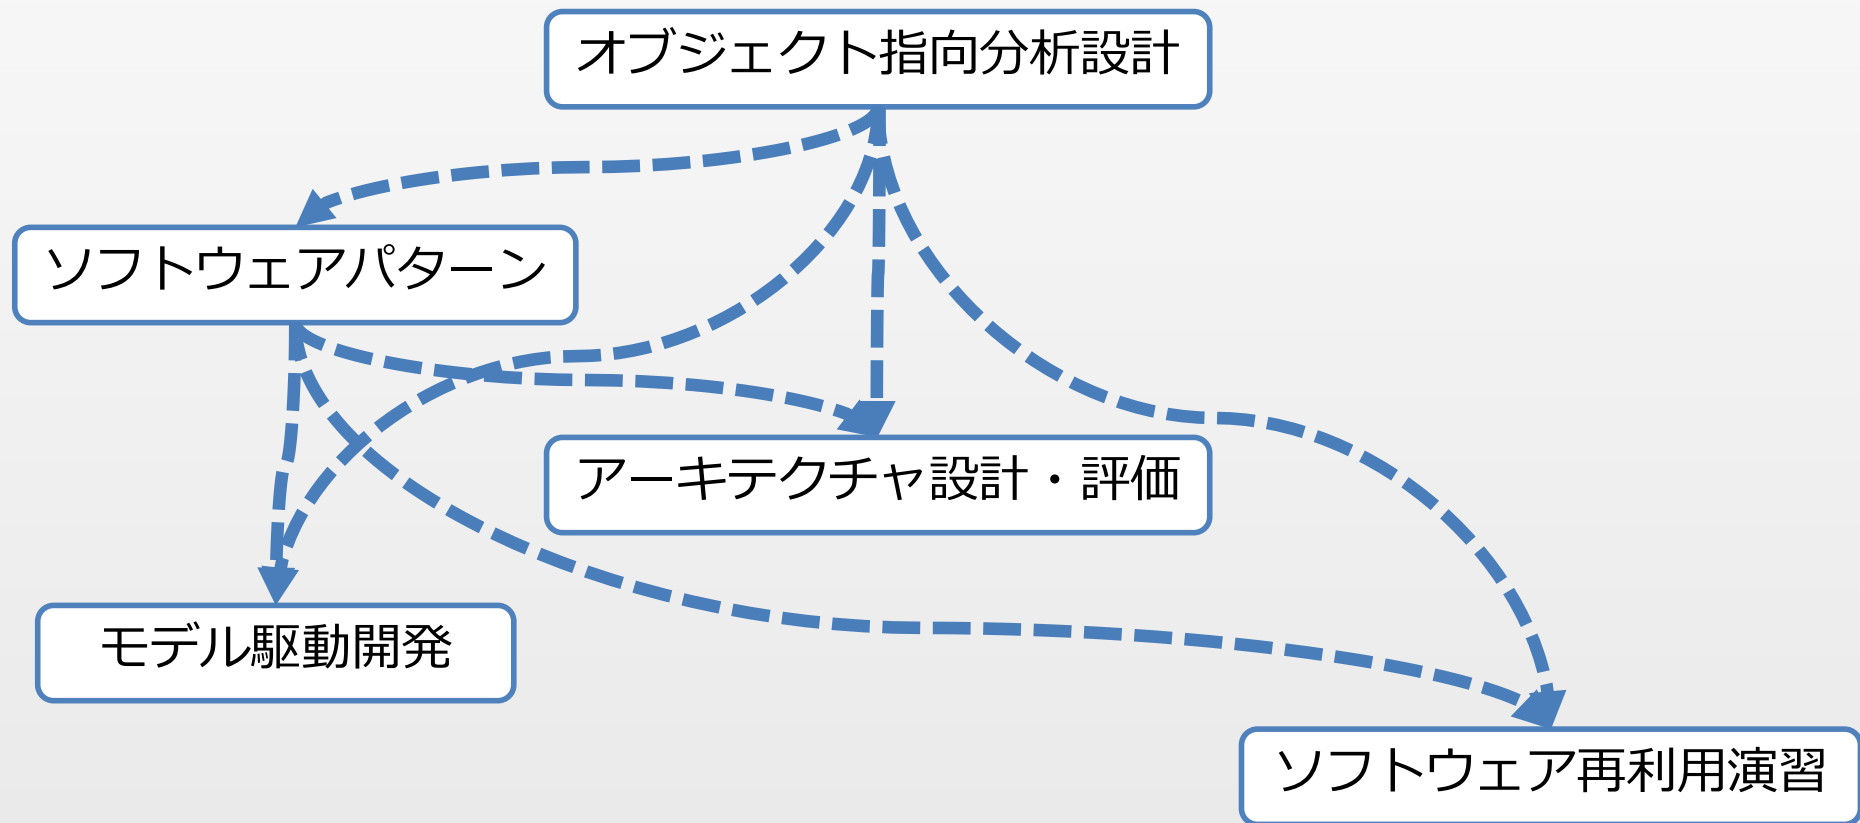 オブジェクト指向分析設計
ソフトウェアパターン
アーキテクチャ設計・評価
モデル駆動開発
ソフトウェア再利用演習